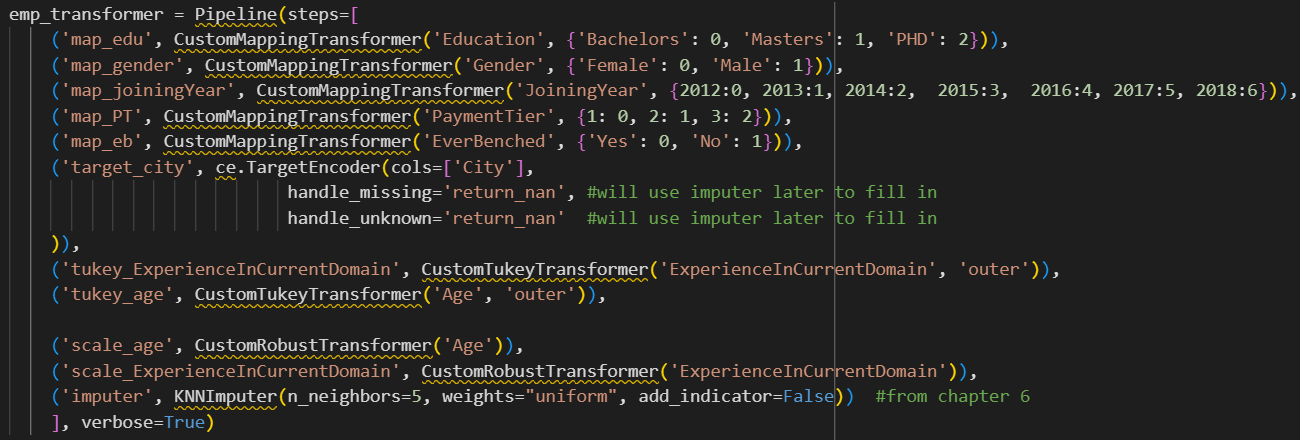 emp_transformer = Pipeline(steps=[
    ('map_edu', CustomMappingTransformer('Education', {'Bachelors': 0, 'Masters': 1, 'PHD': 2})),
    ('map_gender', CustomMappingTransformer('Gender', {'Female': 0, 'Male': 1})),
    ('map_joiningYear', CustomMappingTransformer('JoiningYear', {2012:0, 2013:1, 2014:2,  2015:3,  2016:4, 2017:5, 2018:6})),
    ('map_PT', CustomMappingTransformer('PaymentTier', {1: 0, 2: 1, 3: 2})),
    ('map_eb', CustomMappingTransformer('EverBenched', {'Yes': 0, 'No': 1})),
    ('target_city', ce.TargetEncoder(cols=['City'],
                           handle_missing='return_nan', #will use imputer later to fill in
                           handle_unknown='return_nan'  #will use imputer later to fill in
    )),
    ('tukey_ExperienceInCurrentDomain', CustomTukeyTransformer('ExperienceInCurrentDomain', 'outer')),
    ('tukey_age', CustomTukeyTransformer('Age', 'outer')),
    ('scale_age', CustomRobustTransformer('Age')),
    ('scale_ExperienceInCurrentDomain', CustomRobustTransformer('ExperienceInCurrentDomain')),
    ('imputer', KNNImputer(n_neighbors=5, weights="uniform", add_indicator=False))  #from chapter 6
    ], verbose=True)